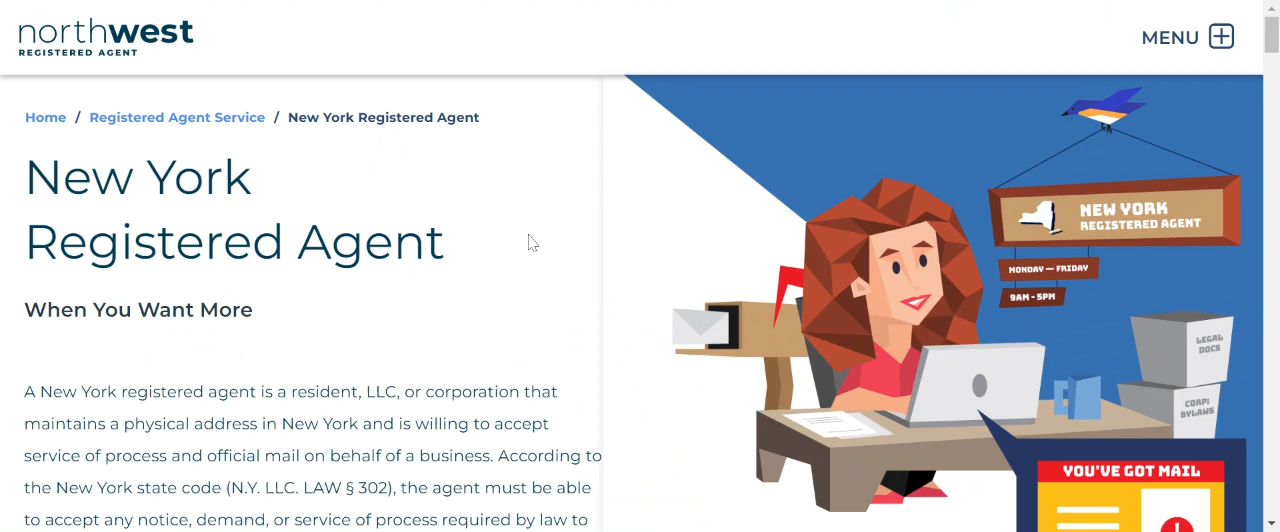 northwest
REGISTERED AGENT
MENU
Home / Registered Agent Service / New York Registered Agent
New York
Registered Agent
When You Want More
A New York registered agent is a resident, LLC, or corporation that
maintains a physical address in New York and is willing to accept
service of process and official mail on behalf of a business. According to
the New York state code (N.Y. LLC. LAW § 302), the agent must be able
to accept any notice, demand, or service of process required by law to
NEW YORK
REGISTERED AGENT
MONDAY — FRIDAY
9AM - 5PM
LEGAL
DOCS
CORP:
BYLAWS
YOU'VE GOT MAIL